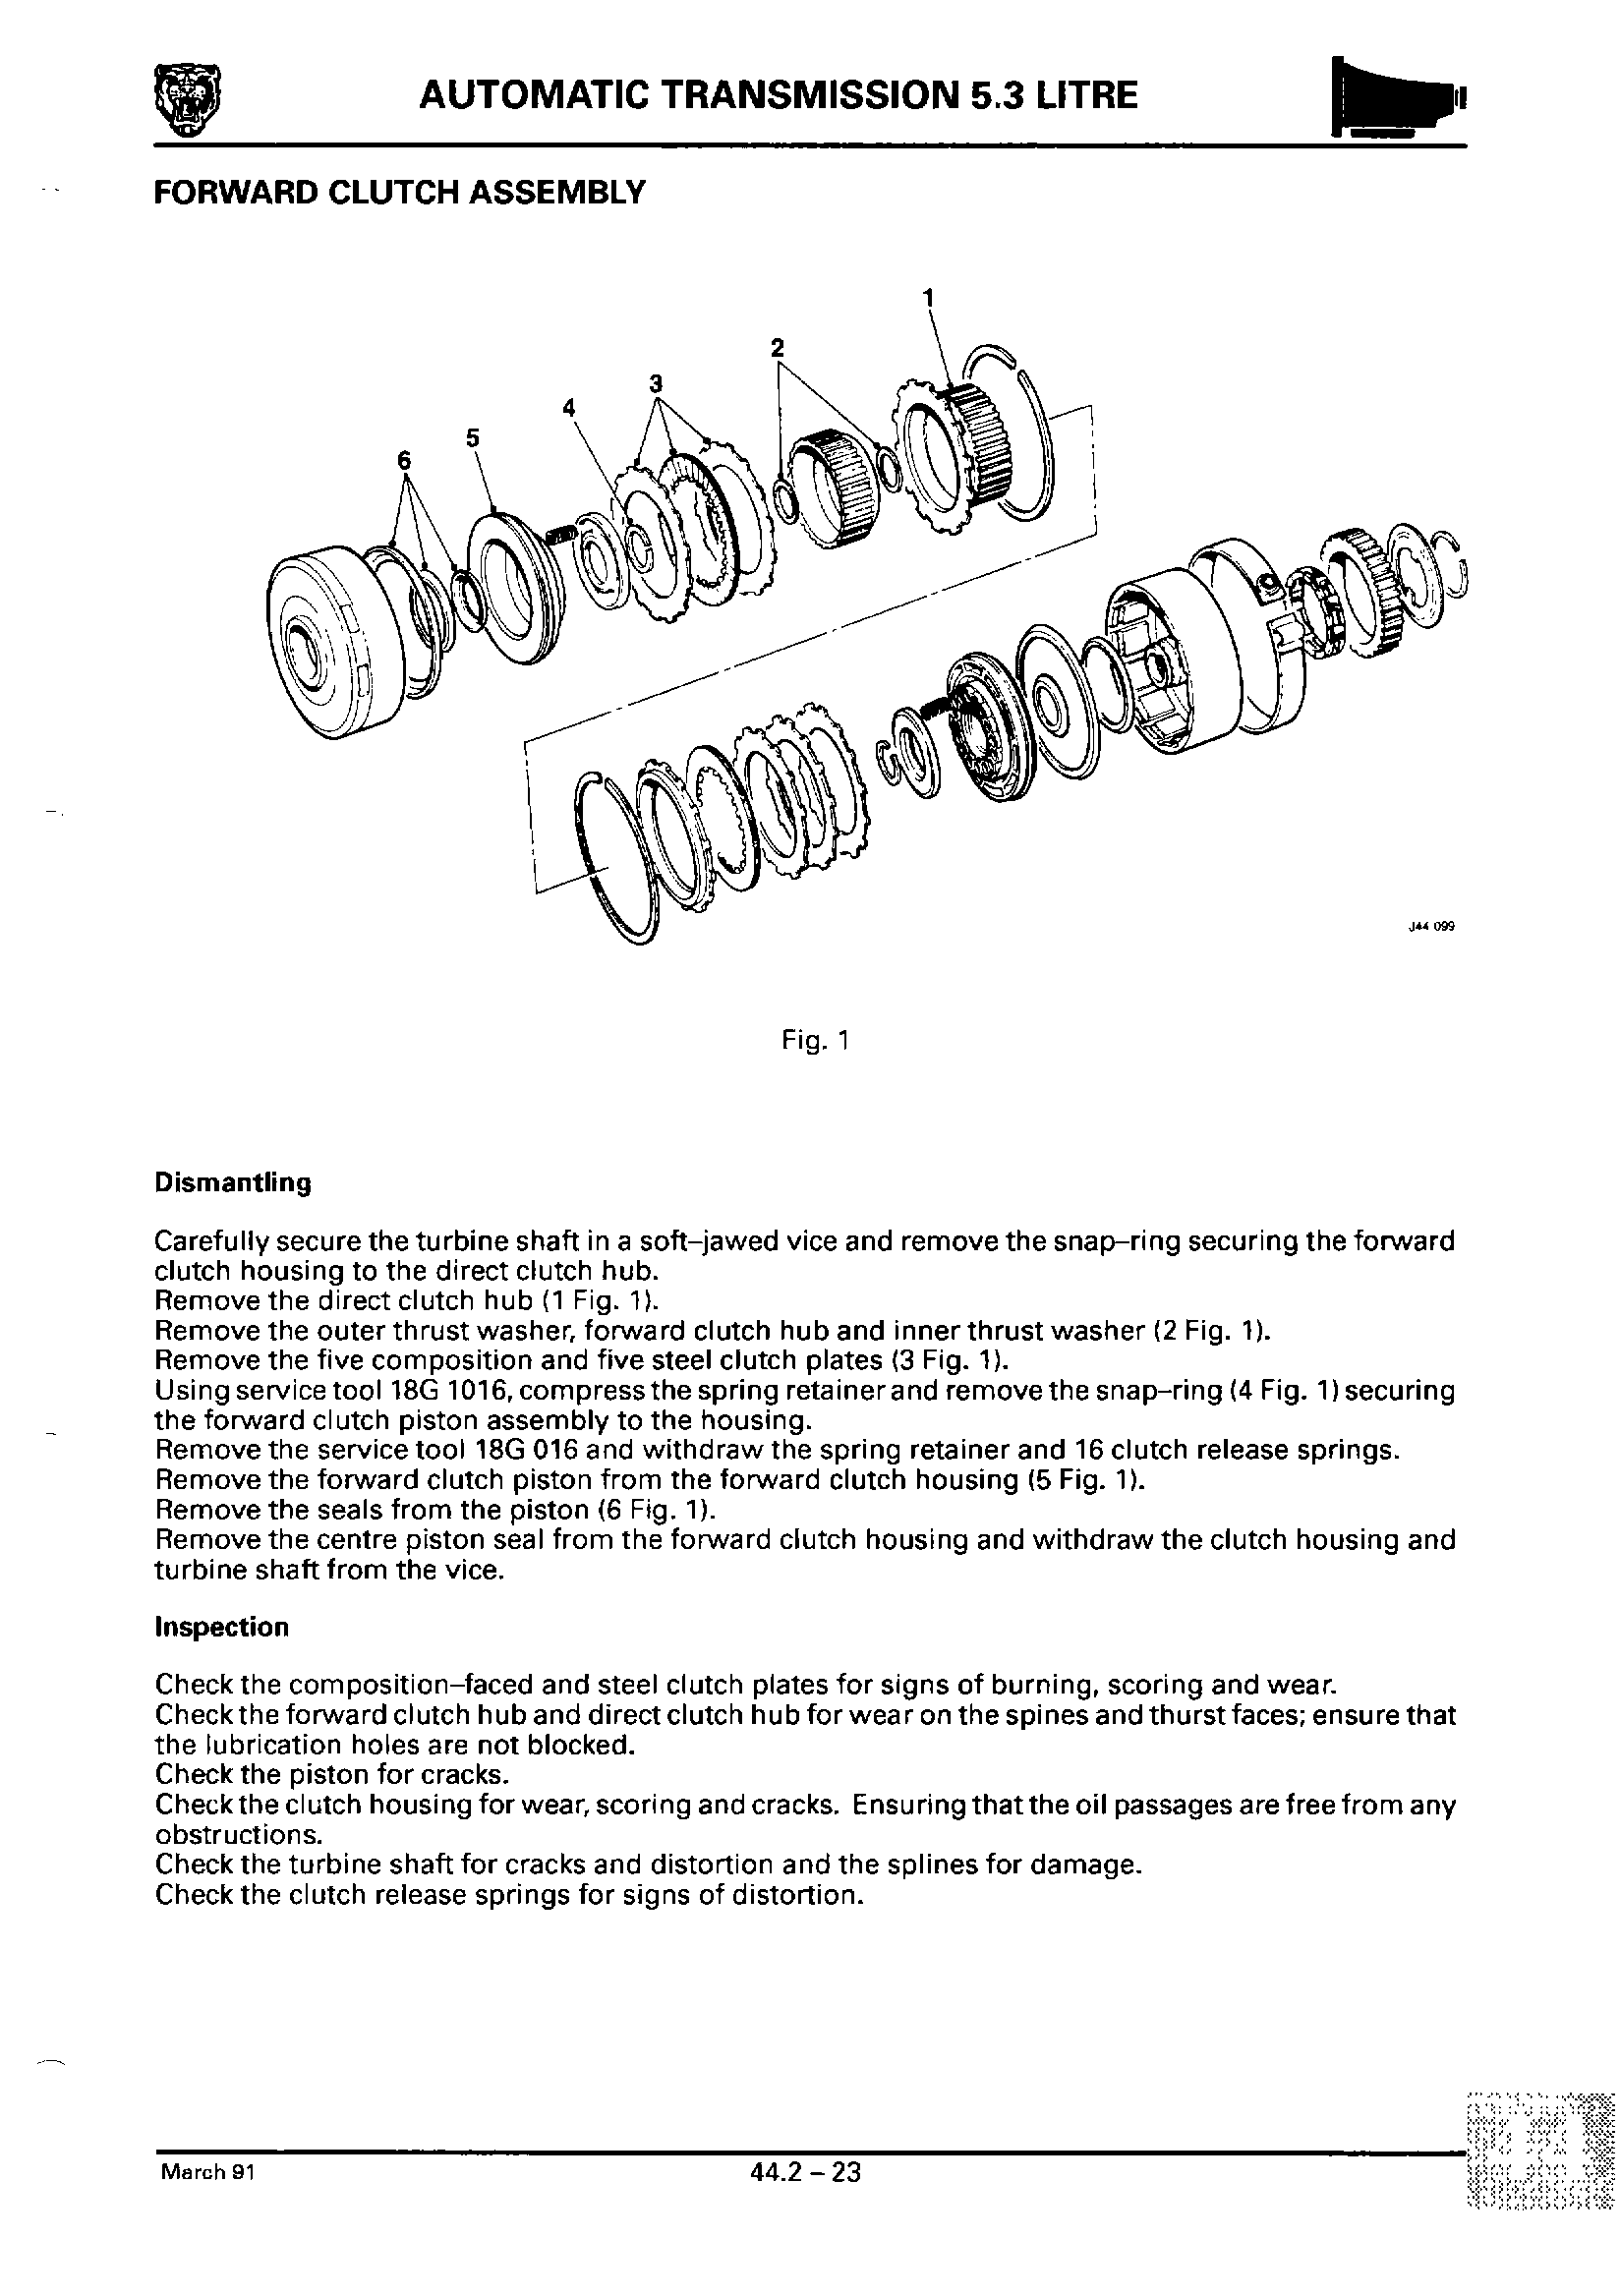 AUTOMATIC TRANSMISSION 5.3 LITRE
FORWARD CLUTCH ASSEMBLY
1
2
3
4
5
6
J44 099
Fig. 1
Dismantling
Carefully secure the turbine shaft in a soft–jawed vice and remove the snap–ring securing the forward
clutch housing to the direct clutch hub.
Remove the direct clutch hub (1 Fig. 1).
Remove the outer thrust washer, forward clutch hub and inner thrust washer (2 Fig. 1).
Remove the five composition and five steel clutch plates (3 Fig. 1).
Using service tool 18G 1016, compress the spring retainer and remove the snap–ring (4 Fig. 1) securing
the forward clutch piston assembly to the housing.
Remove the service tool 18G 016 and withdraw the spring retainer and 16 clutch release springs.
Remove the forward clutch piston from the forward clutch housing (5 Fig. 1).
Remove the seals from the piston (6 Fig. 1).
Remove the centre piston seal from the forward clutch housing and withdraw the clutch housing and
turbine shaft from the vice.
Inspection
Check the composition–faced and steel clutch plates for signs of burning, scoring and wear.
Check the forward clutch hub and direct clutch hub for wear on the spines and thurst faces; ensure that
the lubrication holes are not blocked.
Check the piston for cracks.
Check the clutch housing for wear, scoring and cracks. Ensuring that the oil passages are free from any
obstructions.
Check the turbine shaft for cracks and distortion and the splines for damage.
Check the clutch release springs for signs of distortion.
March 91
44.2 – 23